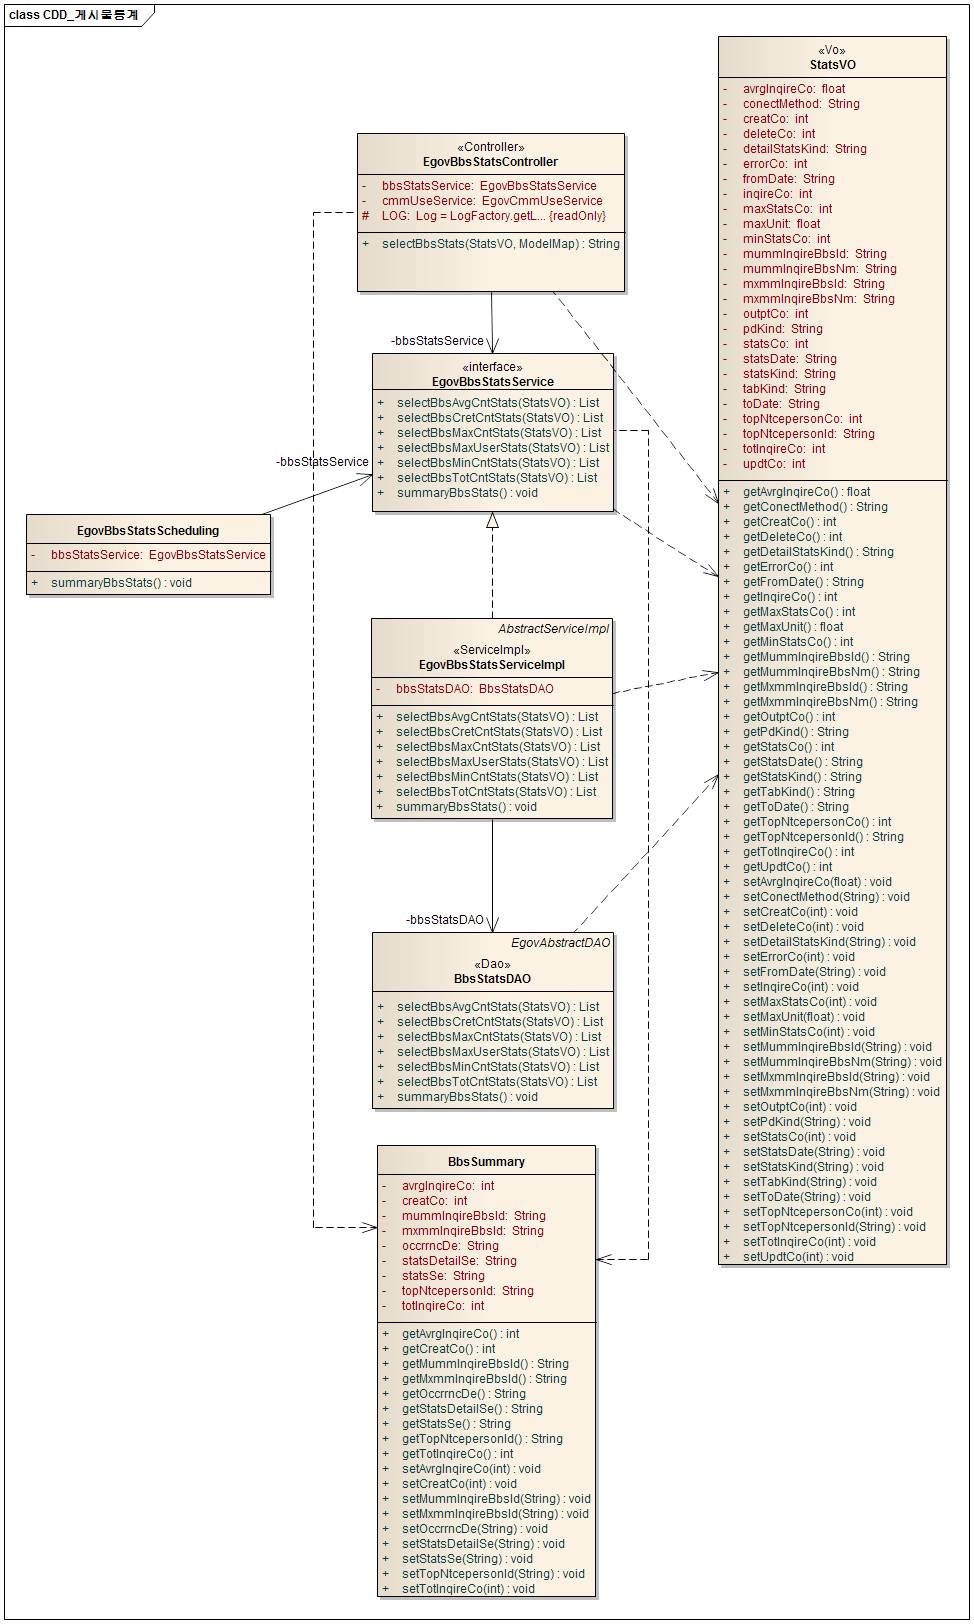 class CDD_게시물통계
«Controller»
EgovBbsStatsController
- bbsStatsService: EgovBbsStatsService
- cmmUseService: EgovCmmUseService
# LOG: Log = LogFactory.getL... {readOnly}
+ selectBbsStats(StatsVO, ModelMap) : String
-bbsStatsService
«interface»
EgovBbsStatsService
+ selectBbsAvgCntStats(StatsVO) : List
+ selectBbsCretCntStats(StatsVO) : List
+ selectBbsMaxCntStats(StatsVO) : List
+ selectBbsMaxUserStats(StatsVO) : List
+ selectBbsMinCntStats(StatsVO) : List
+ selectBbsTotCntStats(StatsVO) : List
+ summaryBbsStats() : void
-bbsStatsService
EgovBbsStatsScheduling
- bbsStatsService: EgovBbsStatsService
+ summaryBbsStats() : void
AbstractServiceImpl
«ServiceImpl»
EgovBbsStatsServiceImpl
- bbsStatsDAO: BbsStatsDAO
+ selectBbsAvgCntStats(StatsVO) : List
+ selectBbsCretCntStats(StatsVO) : List
+ selectBbsMaxCntStats(StatsVO) : List
+ selectBbsMaxUserStats(StatsVO) : List
+ selectBbsMinCntStats(StatsVO) : List
+ selectBbsTotCntStats(StatsVO) : List
+ summaryBbsStats() : void
-bbsStatsDAO
EgovAbstractDAO
«Dao»
BbsStatsDAO
+ selectBbsAvgCntStats(StatsVO) : List
+ selectBbsCretCntStats(StatsVO) : List
+ selectBbsMaxCntStats(StatsVO) : List
+ selectBbsMaxUserStats(StatsVO) : List
+ selectBbsMinCntStats(StatsVO) : List
+ selectBbsTotCntStats(StatsVO) : List
+ summaryBbsStats() : void
BbsSummary
- avrgInqireCo: int
- creatCo: int
- mummInqireBbsId: String
- mxmmInqireBbsId: String
- occrrncDe: String
- statsDetailSe: String
- statsSe: String
- topNtcepersonId: String
- totInqireCo: int
+ getAvrgInqireCo() : int
+ getCreatCo() : int
+ getMummInqireBbsId() : String
+ getMxmmInqireBbsId() : String
+ getOccrrncDe() : String
+ getStatsDetailSe() : String
+ getStatsSe() : String
+ getTopNtcepersonId() : String
+ getTotInqireCo() : int
+ setAvrgInqireCo(int) : void
+ setCreatCo(int) : void
+ setMummInqireBbsId(String) : void
+ setMxmmInqireBbsId(String) : void
+ setOccrrncDe(String) : void
+ setStatsDetailSe(String) : void
+ setStatsSe(String) : void
+ setTopNtcepersonId(String) : void
+ setTotInqireCo(int) : void
«Vo»
StatsVO
- avrgInqireCo: float
- conectMethod: String
- creatCo: int
- deleteCo: int
- detailStatsKind: String
- errorCo: int
- fromDate: String
- inqireCo: int
- maxStatsCo: int
- maxUnit: float
- minStatsCo: int
- mummInqireBbsId: String
- mummInqireBbsNm: String
- mxmmInqireBbsId: String
- mxmmInqireBbsNm: String
- outptCo: int
- pdKind: String
- statsCo: int
- statsDate: String
- statsKind: String
- tabKind: String
- toDate: String
- topNtcepersonCo: int
- topNtcepersonId: String
- totInqireCo: int
- updtCo: int
+ getAvrgInqireCo() : float
+ getConectMethod() : String
+ getCreatCo() : int
+ getDeleteCo() : int
+ getDetailStatsKind() : String
+ getErrorCo() : int
+ getFromDate() : String
+ getInqireCo() : int
+ getMaxStatsCo() : int
+ getMaxUnit() : float
+ getMinStatsCo() : int
+ getMummInqireBbsId() : String
+ getMummInqireBbsNm() : String
+ getMxmmInqireBbsId() : String
+ getMxmmInqireBbsNm() : String
+ getOutptCo() : int
+ getPdKind() : String
+ getStatsCo() : int
+ getStatsDate() : String
+ getStatsKind() : String
+ getTabKind() : String
+ getToDate() : String
+ getTopNtcepersonCo() : int
+ getTopNtcepersonId() : String
+ getTotInqireCo() : int
+ getUpdtCo() : int
+ setAvrgInqireCo(float) : void
+ setConectMethod(String) : void
+ setCreatCo(int) : void
+ setDeleteCo(int) : void
+ setDetailStatsKind(String) : void
+ setErrorCo(int) : void
+ setFromDate(String) : void
+ setInqireCo(int) : void
+ setMaxStatsCo(int) : void
+ setMaxUnit(float) : void
+ setMinStatsCo(int) : void
+ setMummInqireBbsId(String) : void
+ setMummInqireBbsNm(String) : void
+ setMxmmInqireBbsId(String) : void
+ setMxmmInqireBbsNm(String) : void
+ setOutptCo(int) : void
+ setPdKind(String) : void
+ setStatsCo(int) : void
+ setStatsDate(String) : void
+ setStatsKind(String) : void
+ setTabKind(String) : void
+ setToDate(String) : void
+ setTopNtcepersonCo(int) : void
+ setTopNtcepersonId(String) : void
+ setTotInqireCo(int) : void
+ setUpdtCo(int) : void